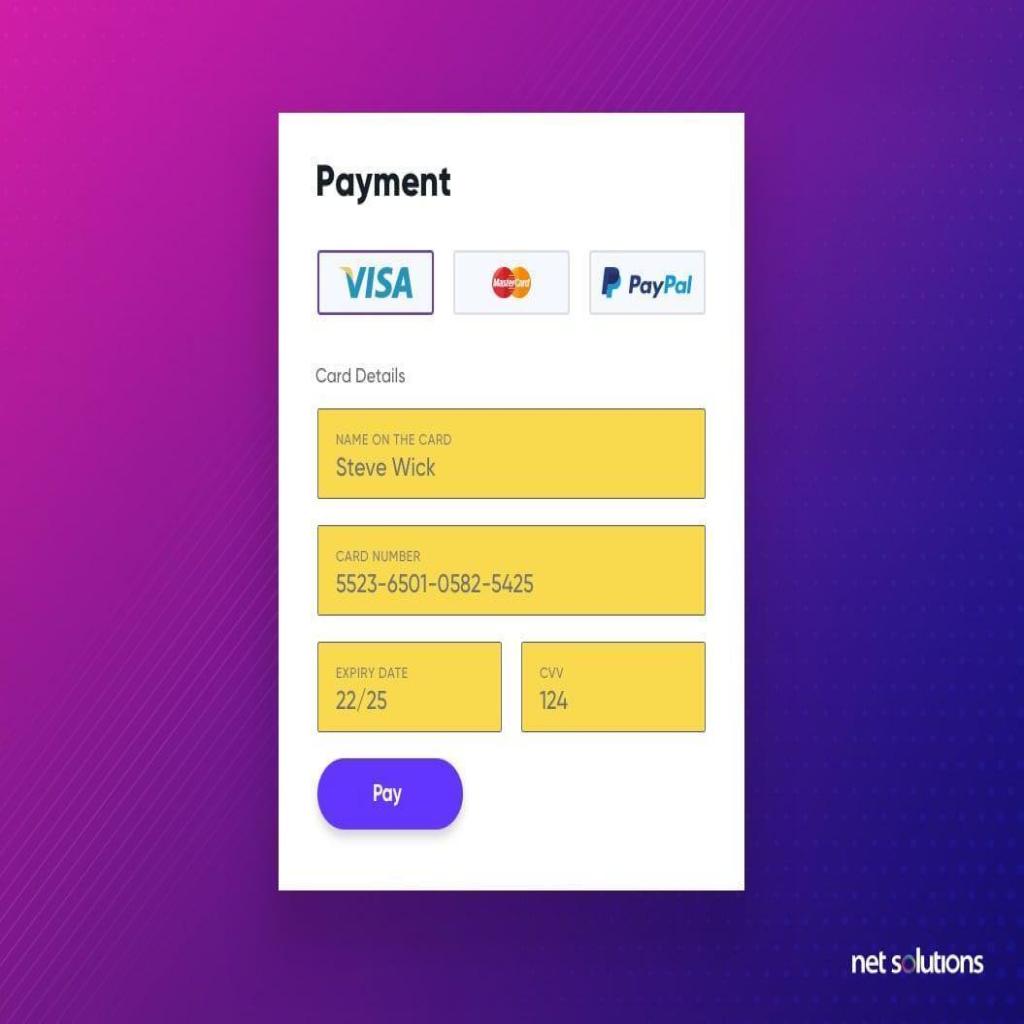 Payment
VISA MasterCard PayPal
Card Details
NAME ON THE CARD
Steve Wick
CARD NUMBER
5523-6501-0582-5425
EXPIRY DATE CVV
22/25 124
Pay
net solutions